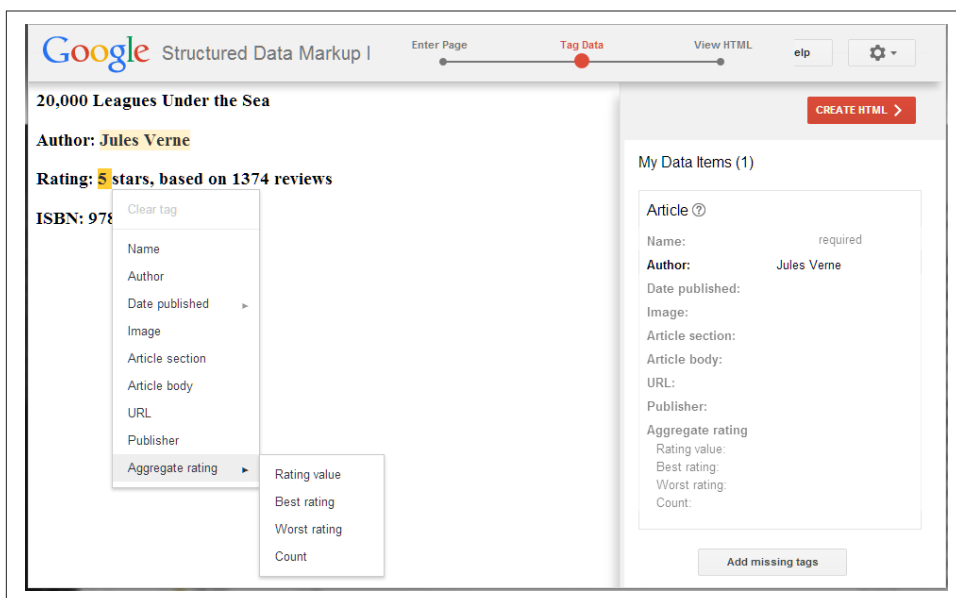 Google Structured Data Markup
Enter Page
Tag Data
View HTML
elp
20,000 Leagues Under the Sea
Author: Jules Verne
Rating: 5 stars, based on 1374 reviews
ISBN: 978
Clear tag
Name
Author
Date published
Image
Article section
Article body
URL
Publisher
Aggregate rating
Rating value
Best rating
Worst rating
Count
CREATE HTML
My Data Items (1)
Article ?
Name: required
Author: Jules Verne
Date published:
Image:
Article section:
Article body:
URL:
Publisher:
Aggregate rating
Rating value:
Best rating:
Worst rating:
Count:
Add missing tags